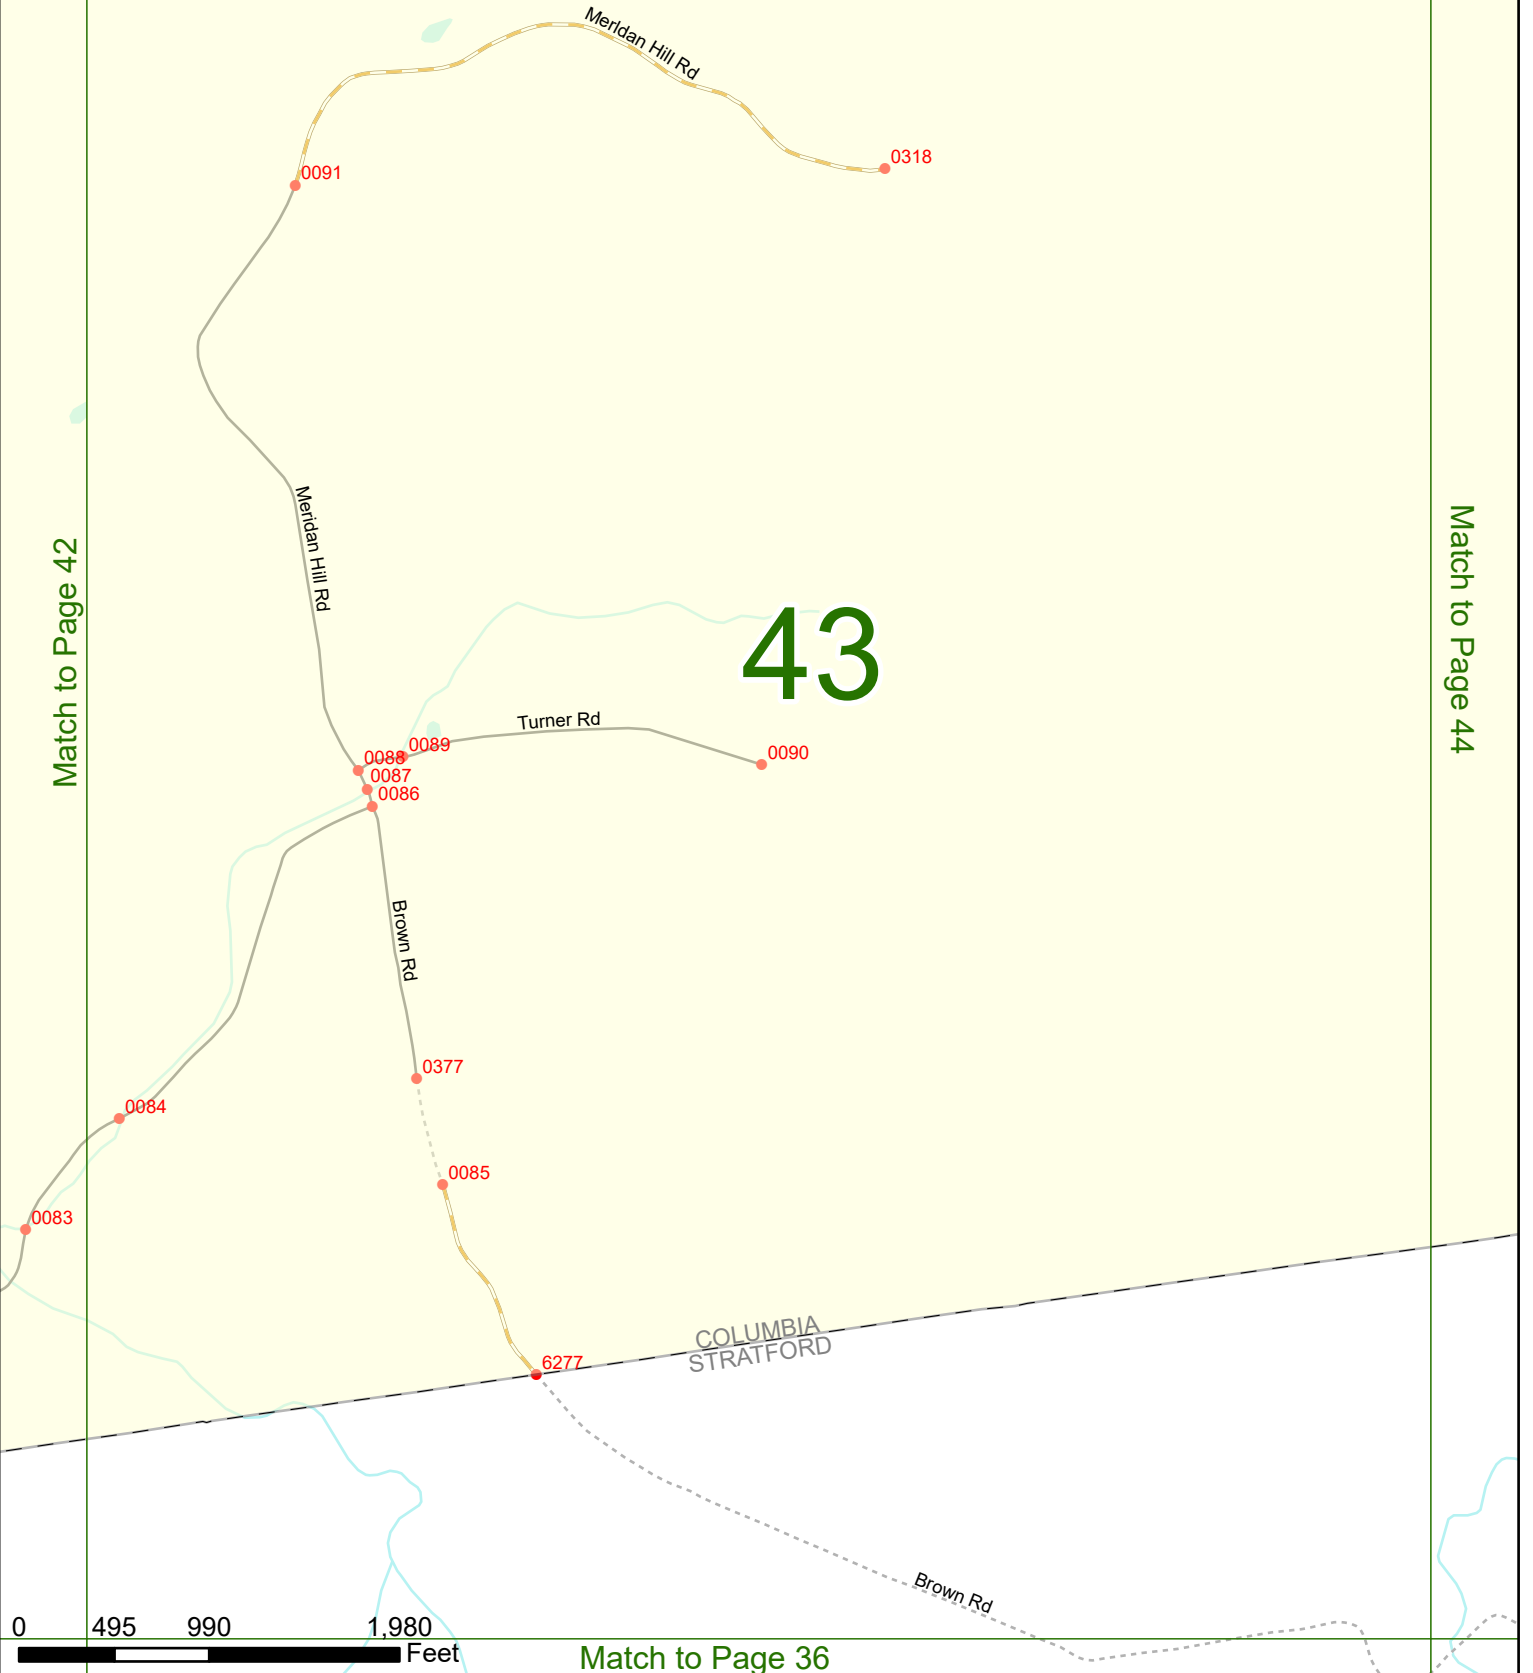 MerIdan Hill Rd
0318
0091
Match to Page 42
Meridan Hill Rd
Match to Page 44
43
Turner Rd
0089
0088
0090
0087
0086
Brown Rd
0377
0084
0085
0083
COLUMBIA
STRATFORD
6277
Brown Rd
0 495 990 1,980
Feet
Match to Page 36